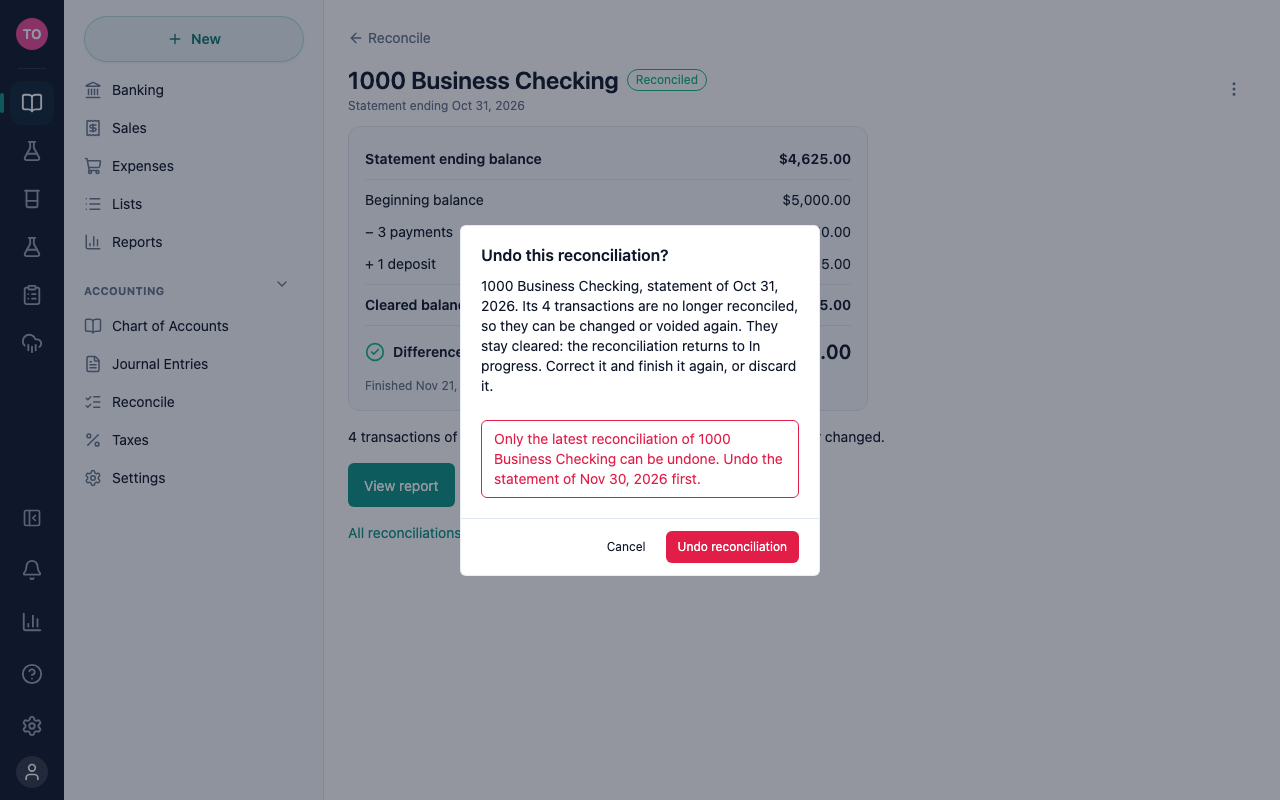 TO
New
Banking
Sales
Expenses
Lists
Reports
ACCOUNTING
Chart of Accounts
Journal Entries
Reconcile
Taxes
Settings
Reconcile
1000 Business Checking
Reconciled
Statement ending Oct 31, 2026
Statement ending balance $4,625.00
Beginning balance $5,000.00
− 3 payments
+ 1 deposit
Cleared
Difference
Finished Nov 21,
4 transactions of
changed.
View report
All reconciliations
Undo this reconciliation?
1000 Business Checking, statement of Oct 31,
2026. Its 4 transactions are no longer reconciled,
so they can be changed or voided again. They
stay cleared: the reconciliation returns to In
progress. Correct it and finish it again, or discard
it.
Only the latest reconciliation of 1000
Business Checking can be undone. Undo the
statement of Nov 30, 2026 first.
Cancel
Undo reconciliation